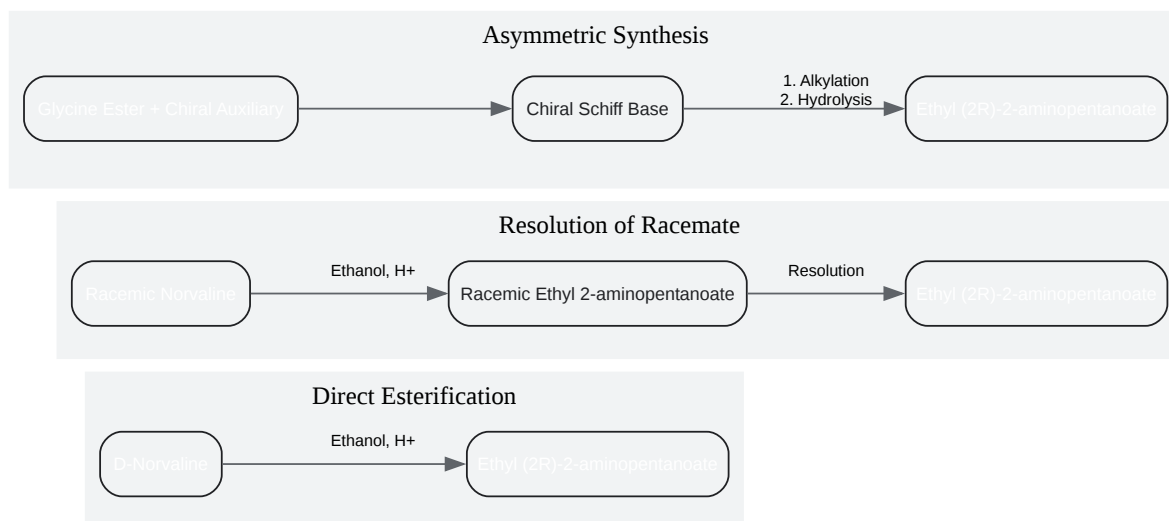 Asymmetric Synthesis
Glycine Ester + Chiral Auxiliary
Chiral Schiff Base
1. Alkylation
2. Hydrolysis
Ethyl (2R)-2-aminopentanoate
Resolution of Racemate
Racemic Norvaline
Ethanol, H+
Racemic Ethyl 2-aminopentanoate
Resolution
Ethyl (2R)-2-aminopentanoate
Direct Esterification
D-Norvaline
Ethanol, H+
Ethyl (2R)-2-aminopentanoate